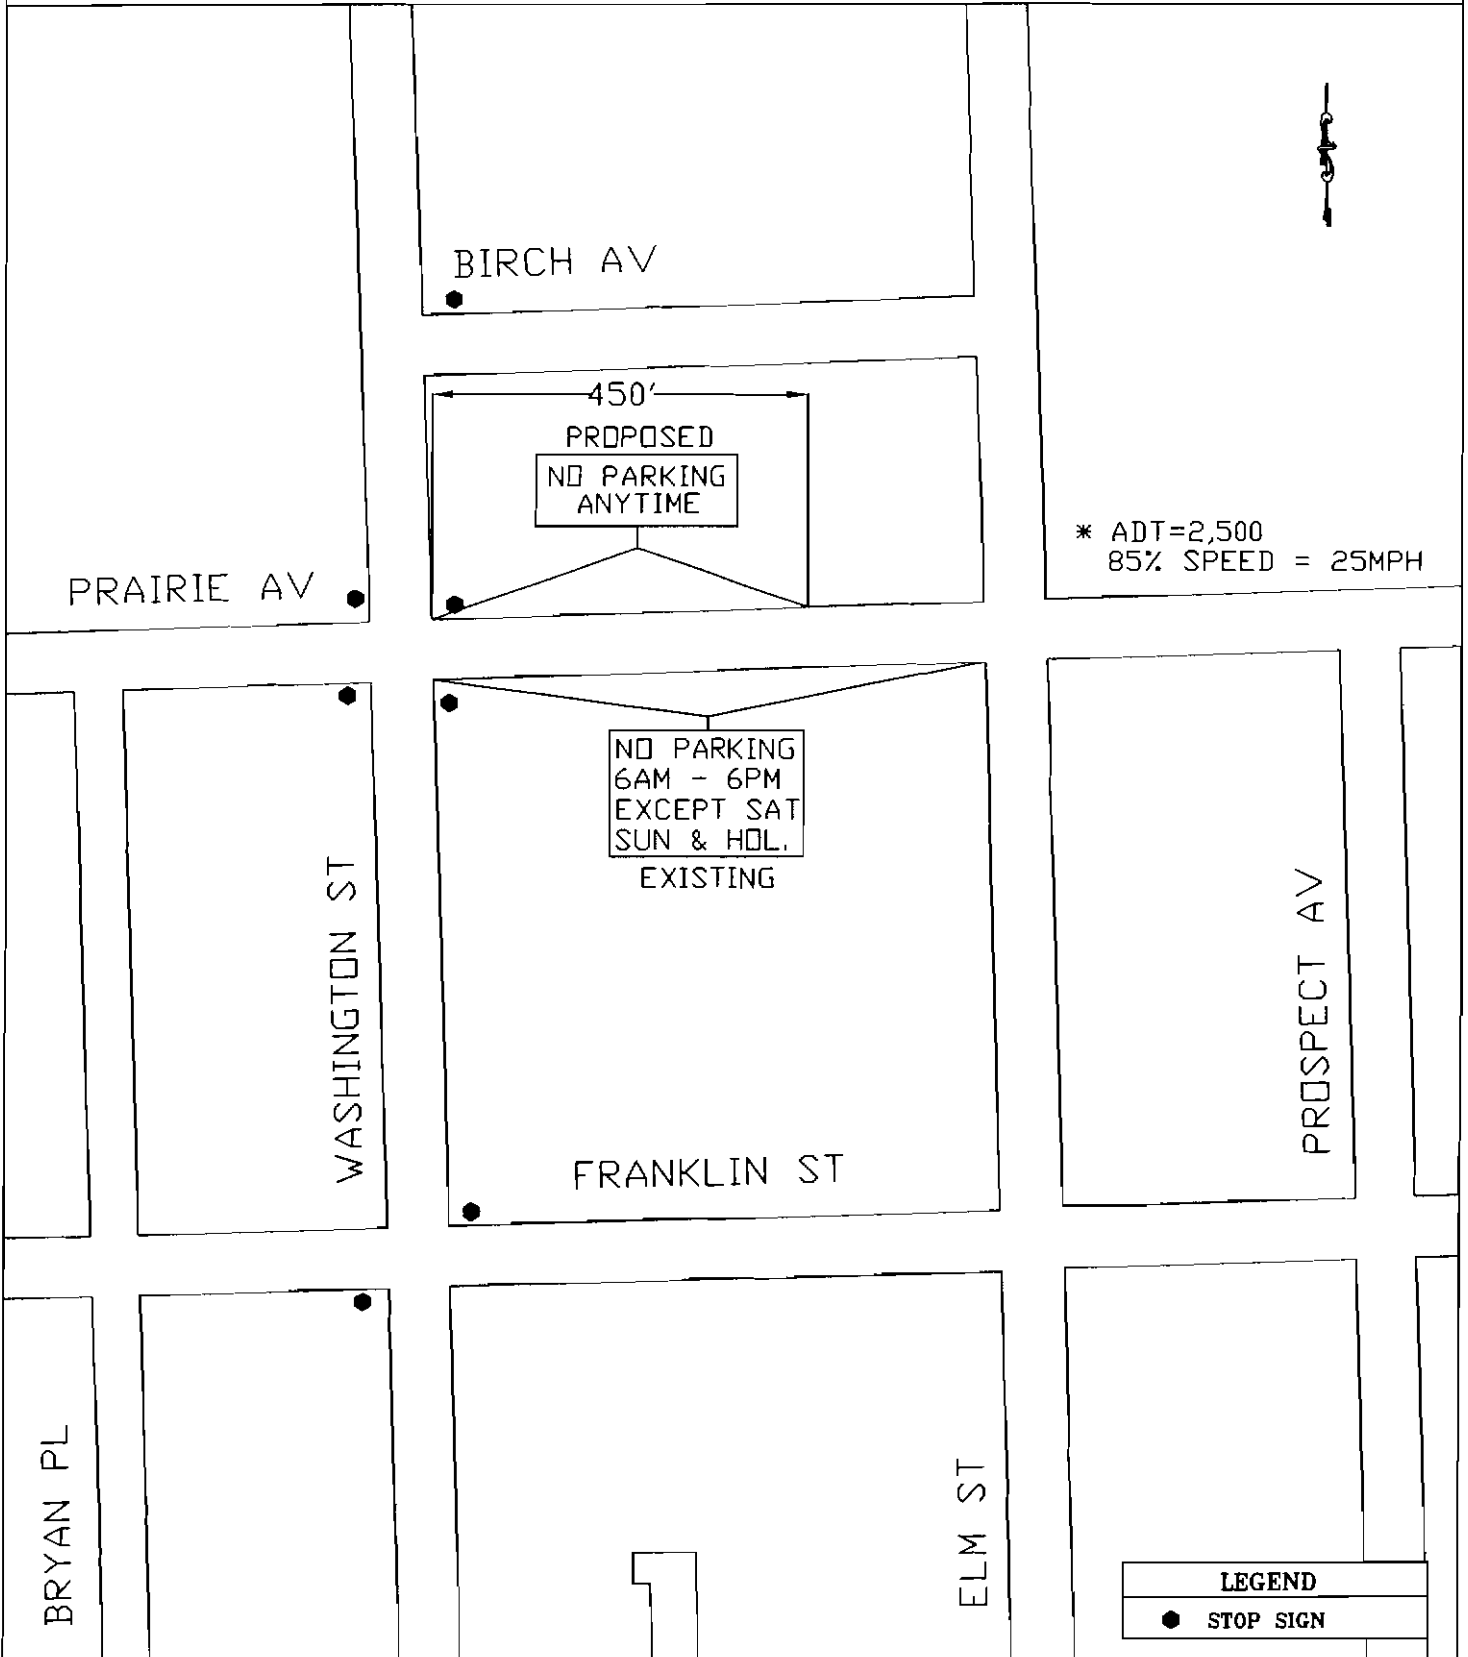 BIRCH AV
450'
PROPOSED
NO PARKING
ANYTIME
* ADT=2,500
85% SPEED = 25MPH
PRAIRIE AV
NO PARKING
6AM - 6PM
EXCEPT SAT
SUN & HOL.
EXISTING
WASHINGTON ST
PROSPECT AV
FRANKLIN ST
BRYAN PL
ELM ST
LEGEND
STOP SIGN